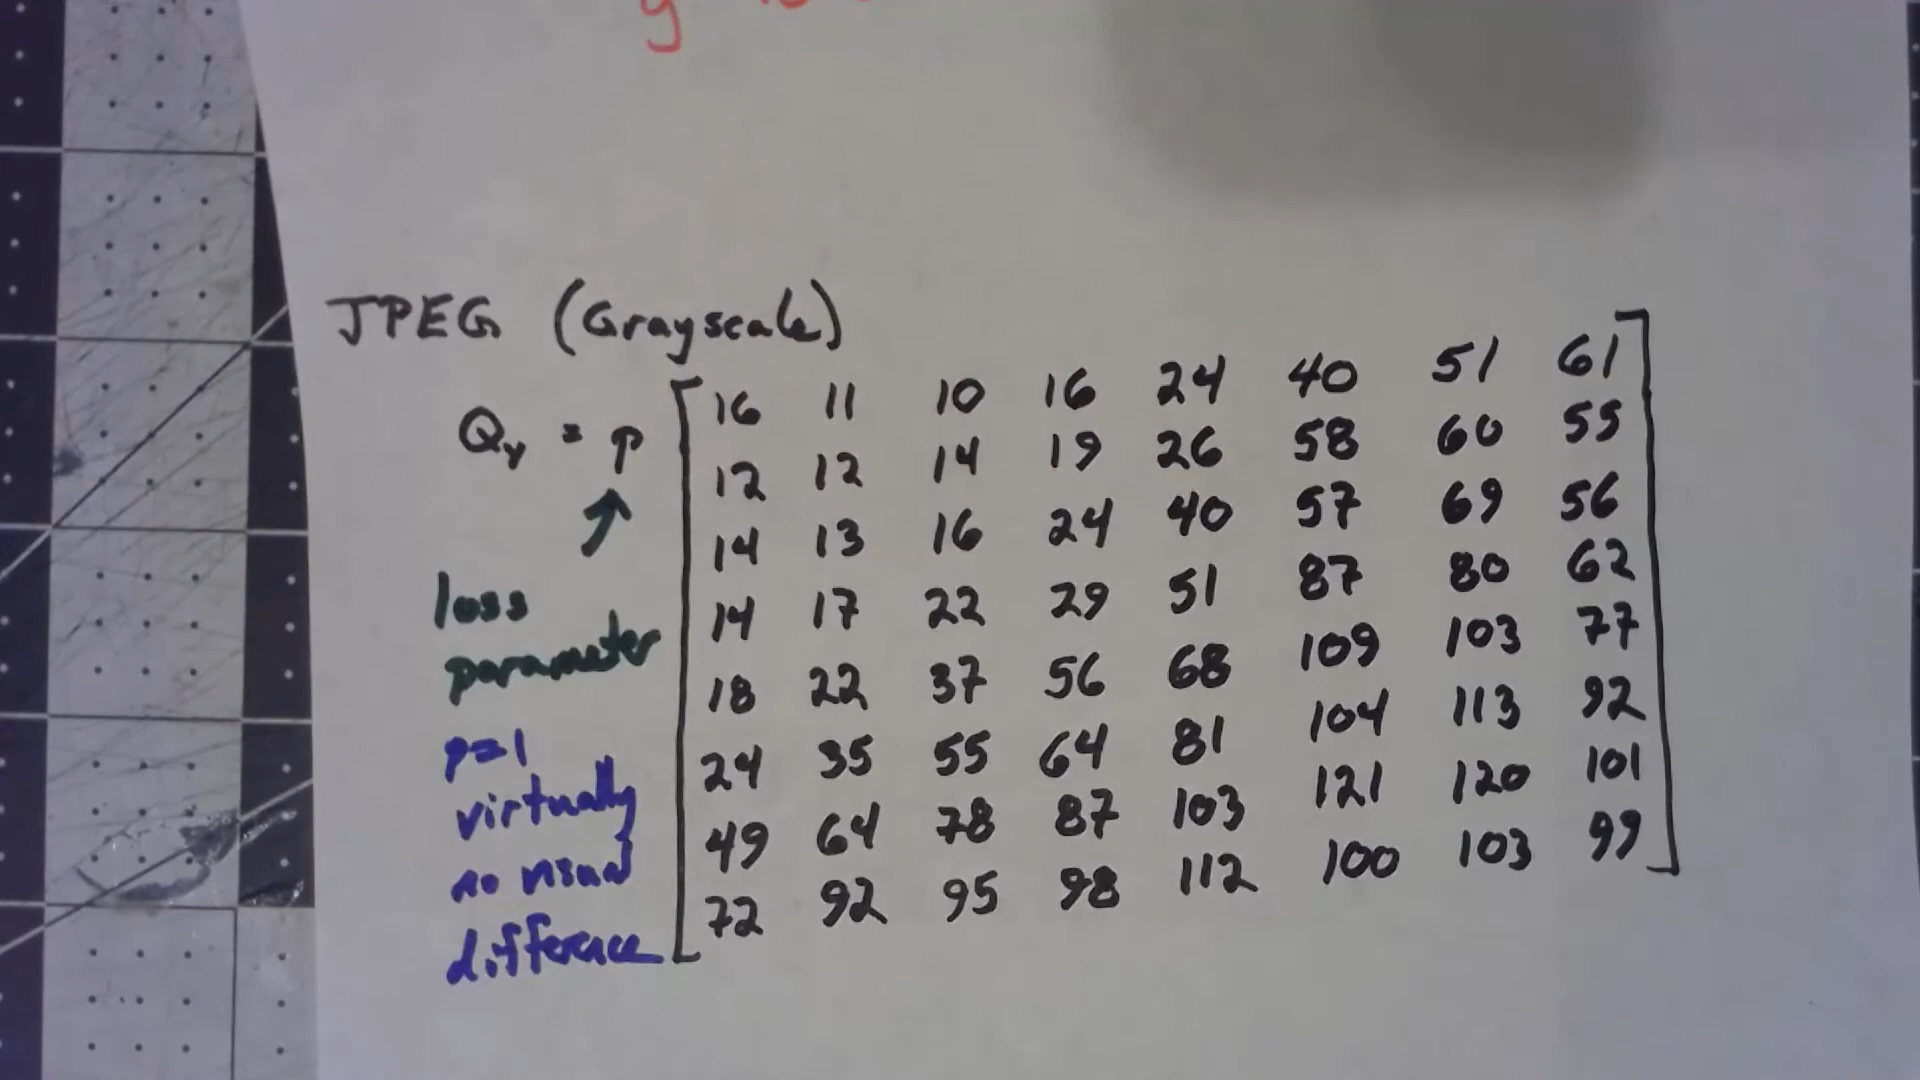 JPEG (Grayscale)
Qy = p
16 11 10 16 24 40 51 61
12 12 14 19 26 58 60 55
14 13 16 24 40 57 69 56
14 17 22 29 51 87 80 62
18 22 37 56 68 109 103 77
24 35 55 64 81 104 113 92
49 64 78 87 103 121 120 101
72 92 95 98 112 100 103 99
loss
parameter
p=1
virtually
no visual
difference